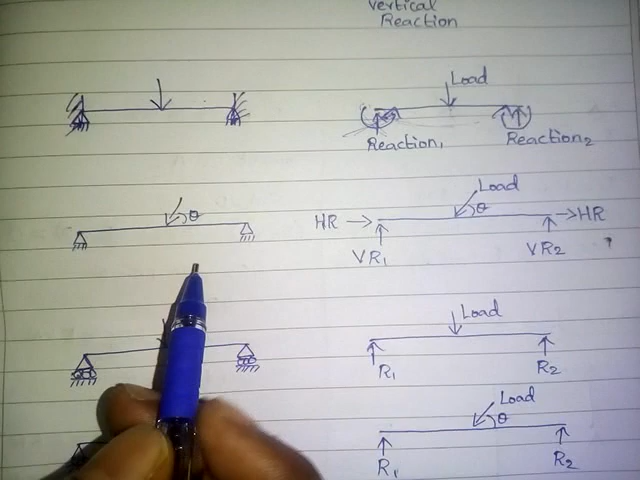 Vertical
Reaction
Load
Reaction1
Reaction2
θ
Load
θ
HR
HR
VR1
VR2
Load
R1
R2
Load
θ
R1
R2